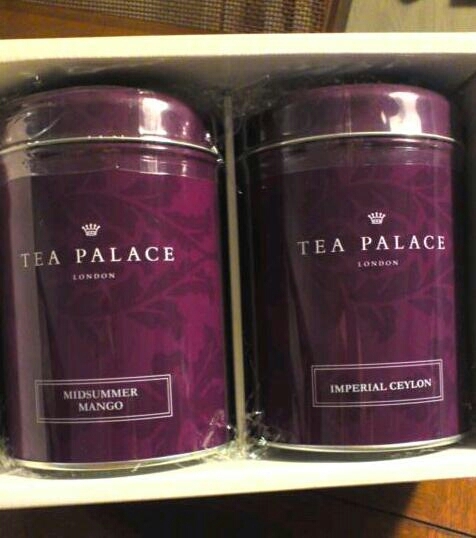 TEA PALACE
LONDON
MIDSUMMER
MANGO
TEA PALACE
LONDON
IMPERIAL CEYLON